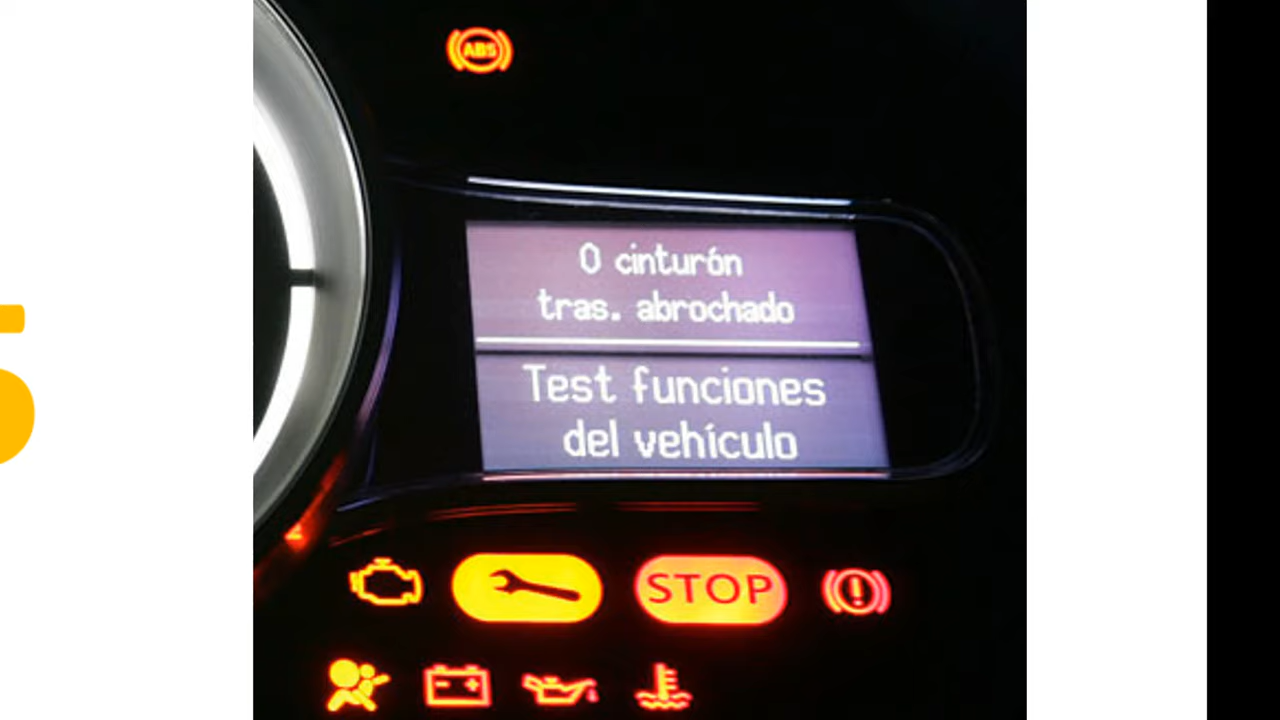 ABS
0 cinturón
tras. abrochado
Test funciones
del vehículo
STOP